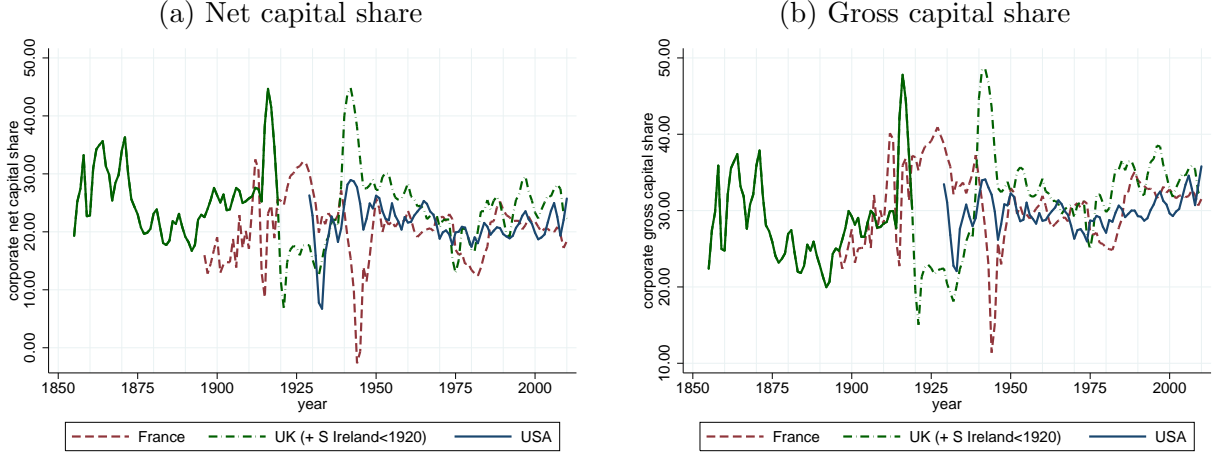 (a) Net capital share
corporate net capital share
50.00
40.00
30.00
20.00
10.00
0.00
1850 1875 1900 1925 1950 1975 2000
year
France UK (+ S Ireland<1920) USA
(b) Gross capital share
corporate gross capital share
50.00
40.00
30.00
20.00
10.00
1850 1875 1900 1925 1950 1975 2000
year
France UK (+ S Ireland<1920) USA